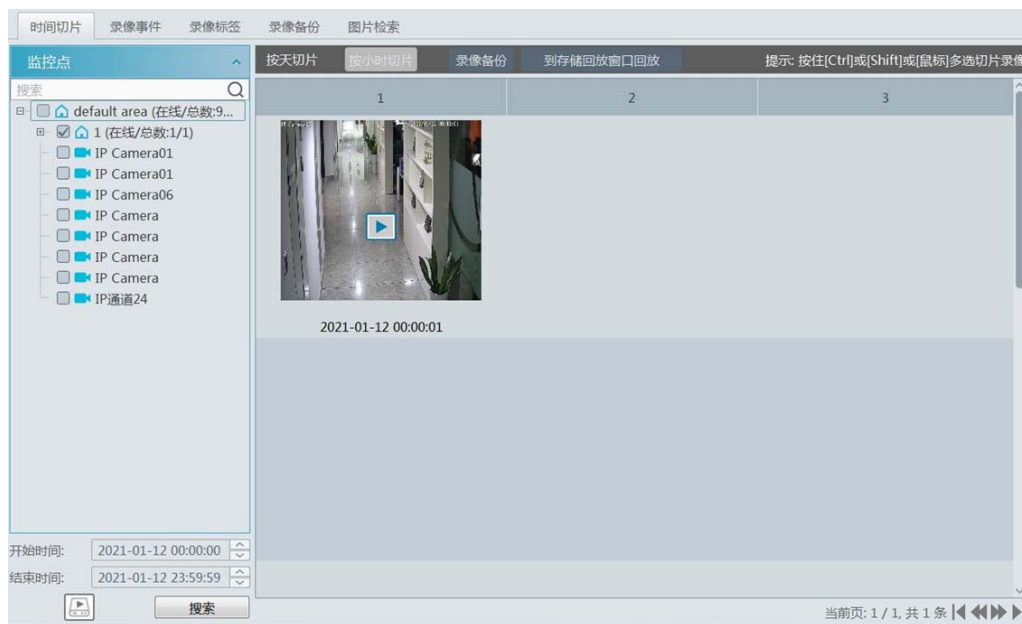 时间切片 录像事件 录像标签 录像备份 图片检索
监控点
按天切片 按小时切片 录像备份 到存储回放窗口回放 提示: 按住[Ctrl]或[Shift]或[鼠标]多选切片录像
搜索
1 2 3
default area (在线/总数:9...
1 (在线/总数:1/1)
IP Camera01
IP Camera01
IP Camera06
IP Camera
IP Camera
IP Camera
IP Camera
IP通道24
2021-01-12 00:00:01
开始时间: 2021-01-12 00:00:00
结束时间: 2021-01-12 23:59:59
搜索
当前页: 1 / 1, 共 1 条